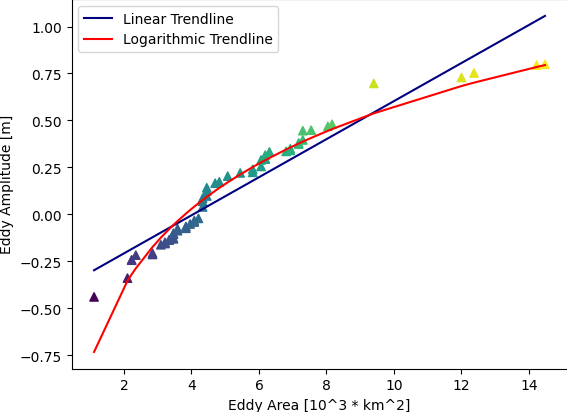 Linear Trendline
Logarithmic Trendline
1.00
0.75
0.50
0.25
0.00
−0.25
−0.50
−0.75
Eddy Amplitude [m]
2 4 6 8 10 12 14
Eddy Area [10^3 * km^2]